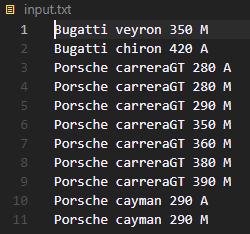 input.txt
1 Bugatti veyron 350 M
2 Bugatti chiron 420 A
3 Porsche carreraGT 280 A
4 Porsche carreraGT 280 M
5 Porsche carreraGT 290 M
6 Porsche carreraGT 350 M
7 Porsche carreraGT 360 M
8 Porsche carreraGT 380 M
9 Porsche carreraGT 390 M
10 Porsche cayman 290 A
11 Porsche cayman 290 M